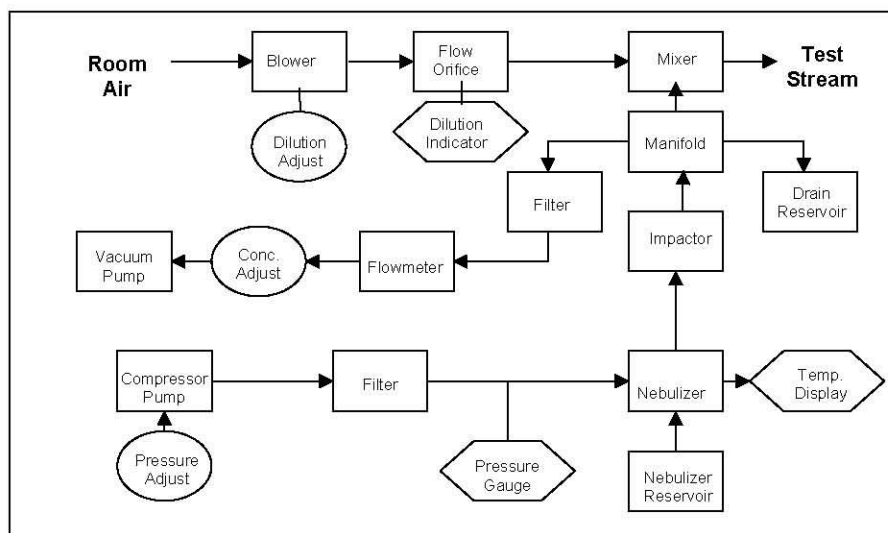 Room
Air
Blower
Flow
Orifice
Mixer
Test
Stream
Dilution
Adjust
Dilution
Indicator
Manifold
Filter
Drain
Reservoir
Impactor
Vacuum
Pump
Conc.
Adjust
Flowmeter
Compressor
Pump
Filter
Nebulizer
Temp.
Display
Pressure
Adjust
Pressure
Gauge
Nebulizer
Reservoir